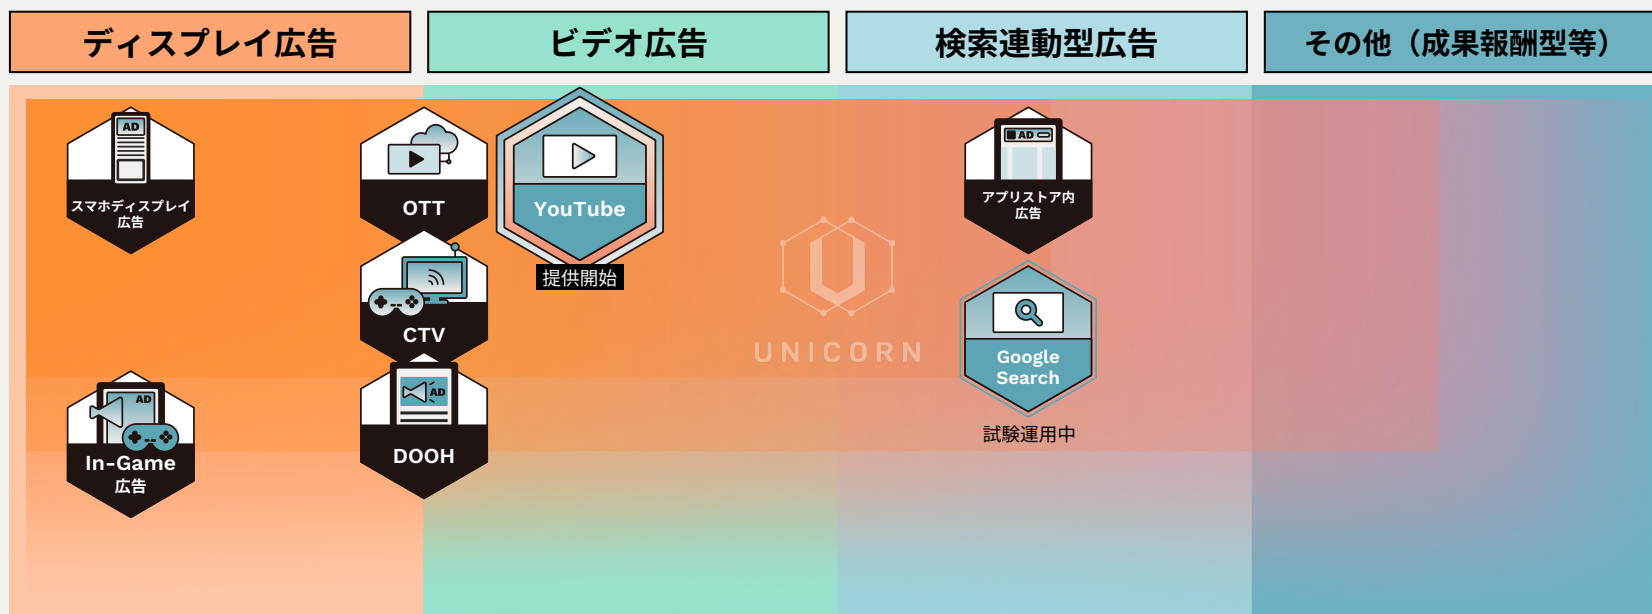 ディスプレイ広告
ビデオ広告
検索連動型広告
その他（成果報酬型等）
AD
スマホディスプレイ
広告
OTT
YouTube
提供開始
AD
アプリストア内
広告
CTV
UNICORN
Google
Search
試験運用中
AD
In-Game
広告
AD
DOOH